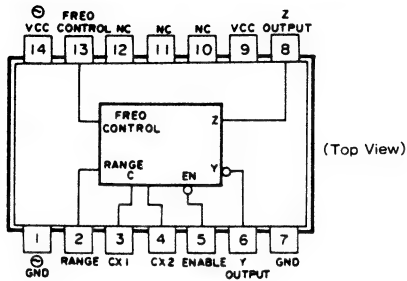 ⊖ FREQ Z
VCC CONTROL NC NC NC VCC OUTPUT
14 13 12 11 10 9 8
FREQ
CONTROL Z
(Top View)
RANGE Y
C EN
1 2 3 4 5 6 7
⊖ RANGE CX1 CX2 ENABLE Y GND
GND OUTPUT